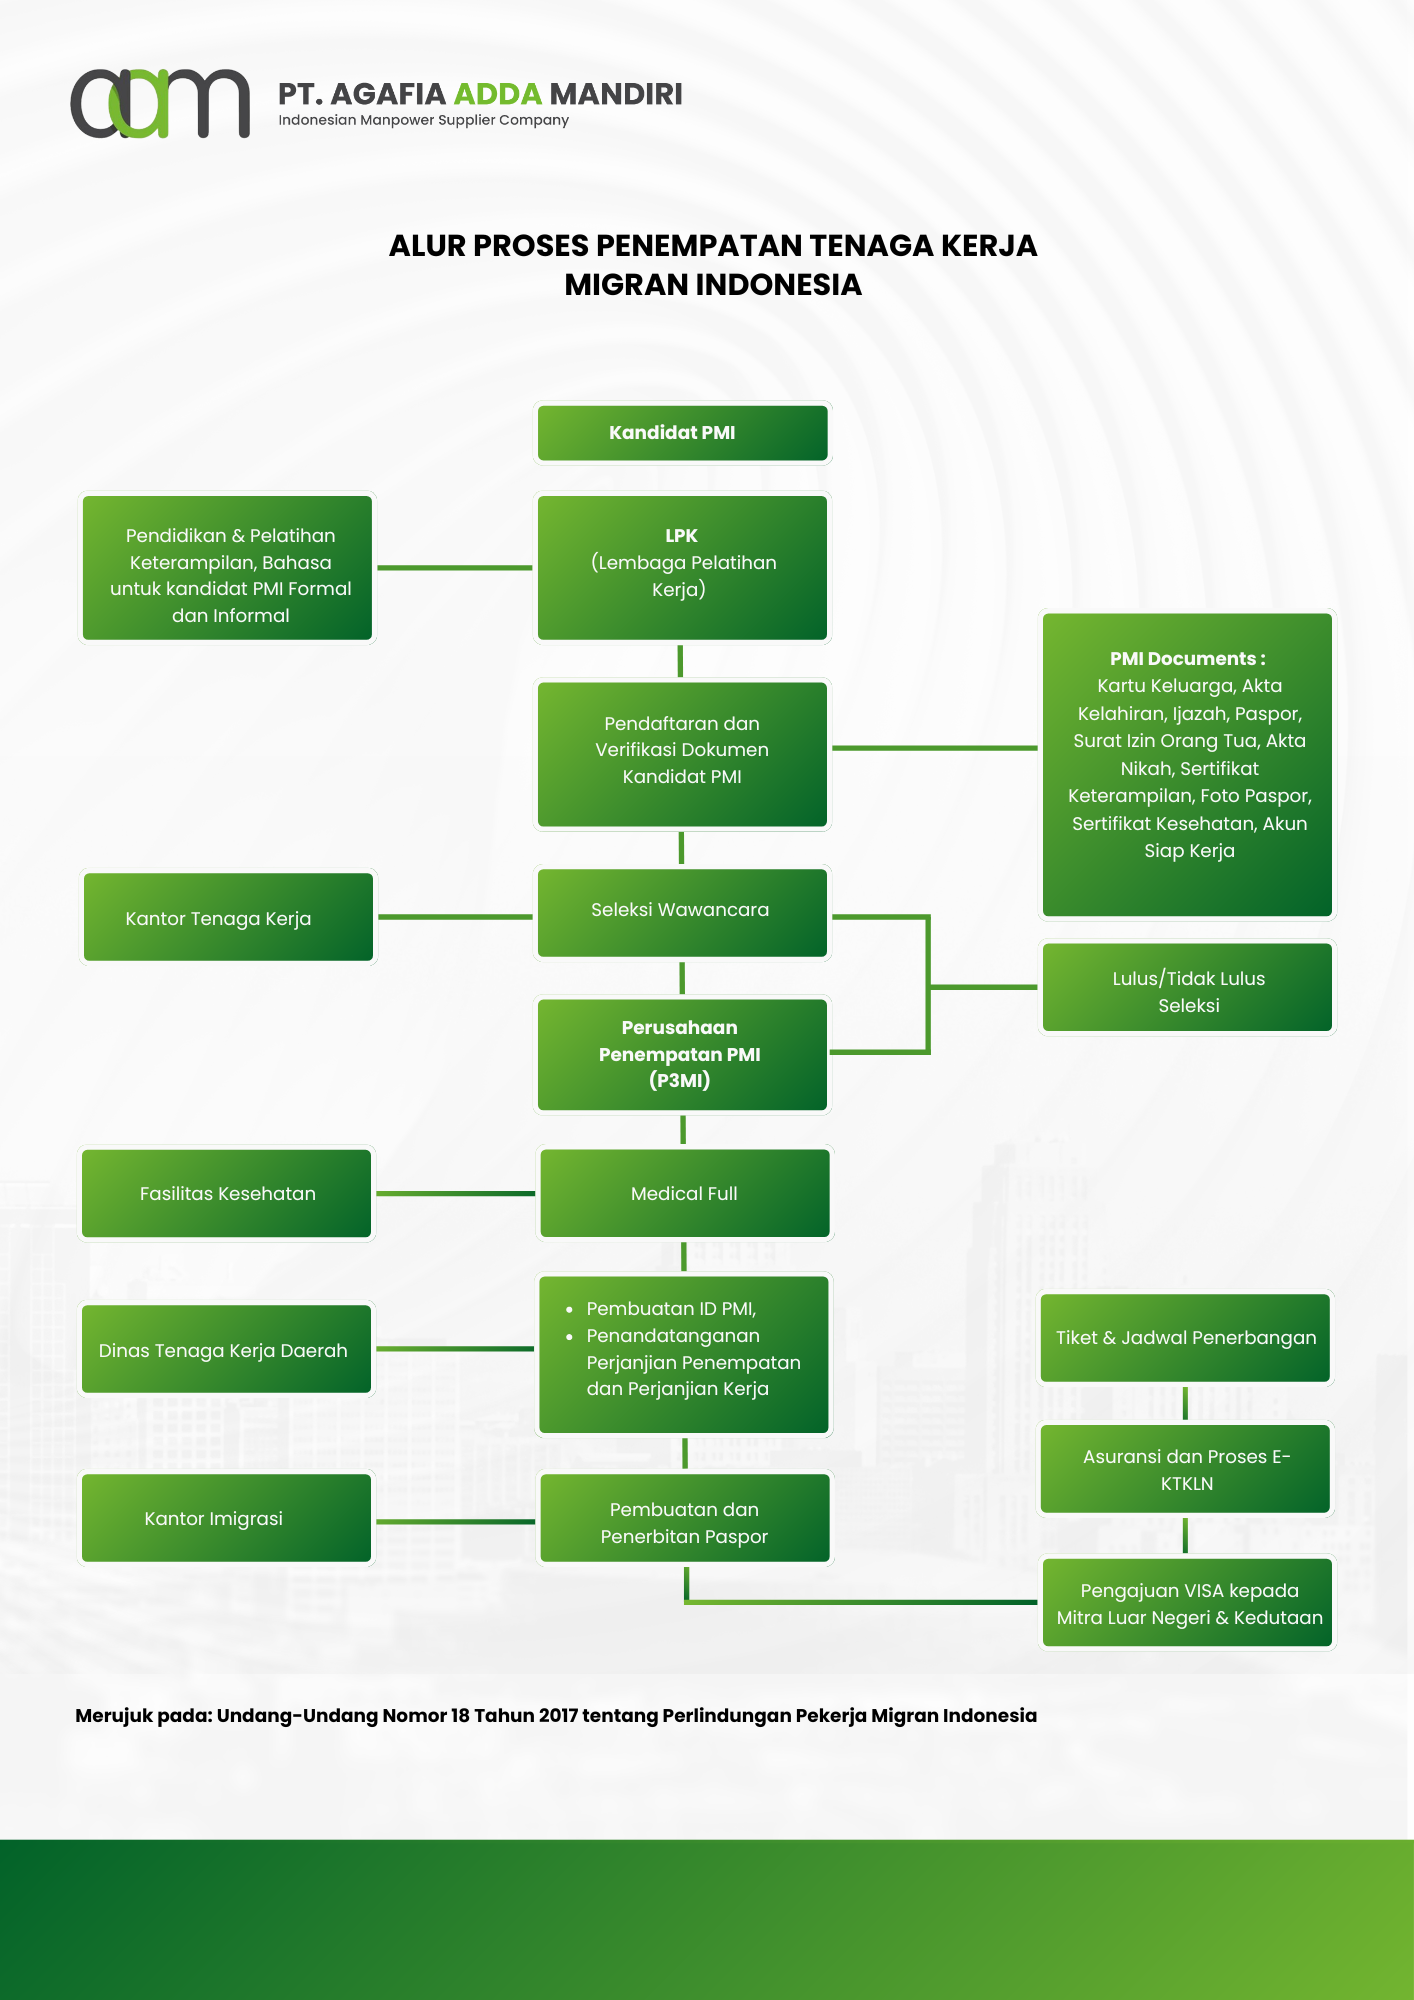 aam
PT. AGAFIA ADDA MANDIRI
Indonesian Manpower Supplier Company
ALUR PROSES PENEMPATAN TENAGA KERJA
MIGRAN INDONESIA
Kandidat PMI
Pendidikan & Pelatihan
Keterampilan, Bahasa
untuk kandidat PMI Formal
dan Informal
LPK
(Lembaga Pelatihan
Kerja)
Pendaftaran dan
Verifikasi Dokumen
Kandidat PMI
PMI Documents :
Kartu Keluarga, Akta
Kelahiran, Ijazah, Paspor,
Surat Izin Orang Tua, Akta
Nikah, Sertifikat
Keterampilan, Foto Paspor,
Sertifikat Kesehatan, Akun
Siap Kerja
Kantor Tenaga Kerja
Seleksi Wawancara
Lulus/Tidak Lulus
Seleksi
Perusahaan
Penempatan PMI
(P3MI)
Fasilitas Kesehatan
Medical Full
Dinas Tenaga Kerja Daerah
• Pembuatan ID PMI,
• Penandatanganan
Perjanjian Penempatan
dan Perjanjian Kerja
Tiket & Jadwal Penerbangan
Asuransi dan Proses E-
KTKLN
Kantor Imigrasi
Pembuatan dan
Penerbitan Paspor
Pengajuan VISA kepada
Mitra Luar Negeri & Kedutaan
Merujuk pada: Undang-Undang Nomor 18 Tahun 2017 tentang Perlindungan Pekerja Migran Indonesia